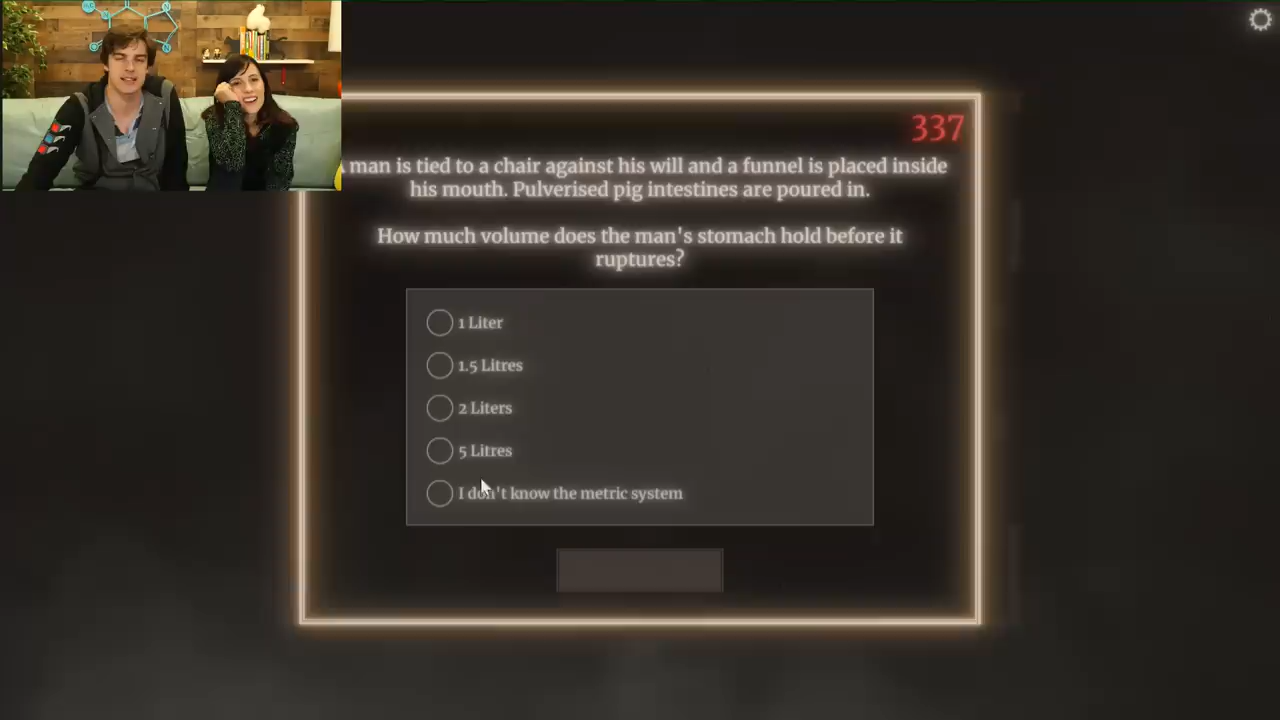 337
man is tied to a chair against his will and a funnel is placed inside
his mouth. Pulverised pig intestines are poured in.
How much volume does the man's stomach hold before it
ruptures?
1 Liter
1.5 Litres
2 Liters
5 Litres
I don't know the metric system